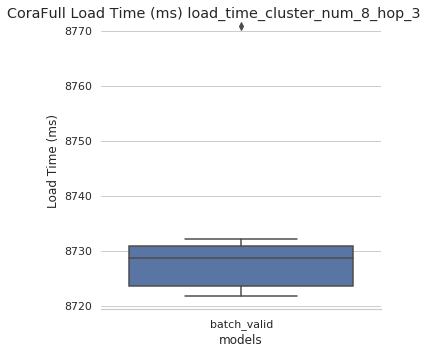 CoraFull Load Time (ms) load_time_cluster_num_8_hop_3
8770
8760
8750
8740
8730
8720
Load Time (ms)
batch_valid
models